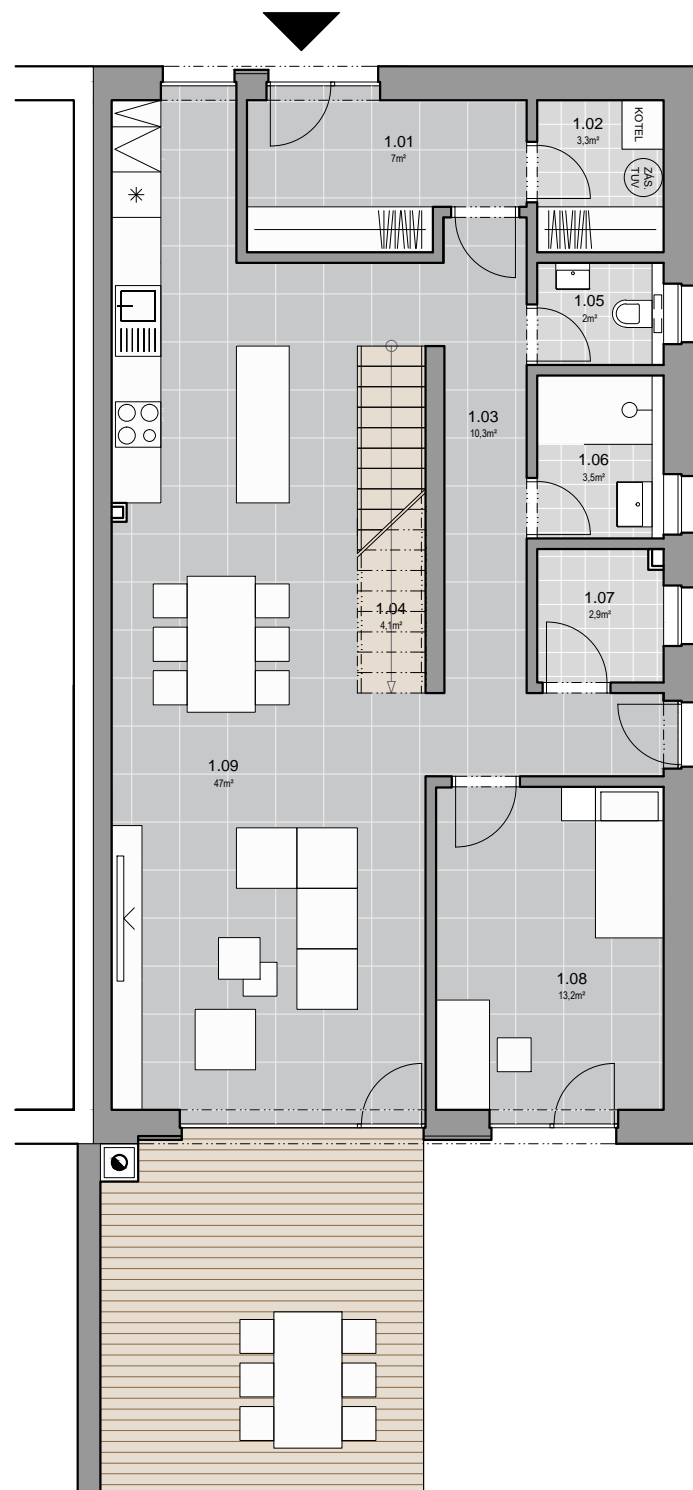 1.01
7m²
1.02
3,3m²
KOTEL
ZÁS.
TUV
1.05
2m²
1.03
10,3m²
1.06
3,5m²
1.07
2,9m²
1.04
4,1m²
1.09
47m²
1.08
13,2m²